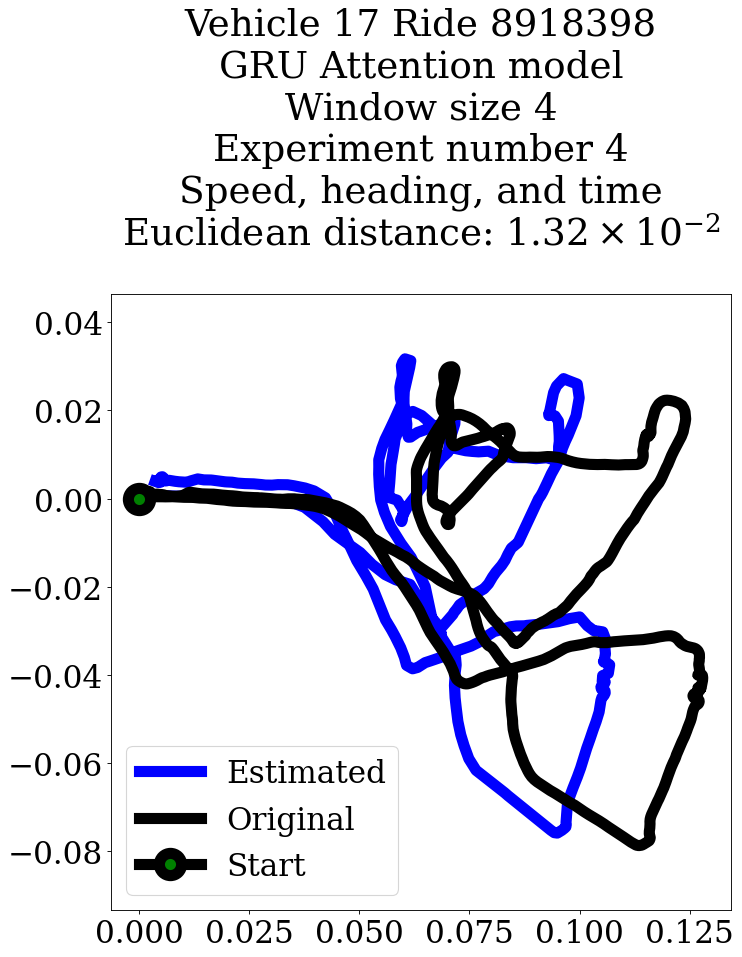 Vehicle 17 Ride 8918398
GRU Attention model
Window size 4
Experiment number 4
Speed, heading, and time
Euclidean distance: 1.32 × 10⁻²
0.04
0.02
0.00
−0.02
−0.04
−0.06
−0.08
Estimated
Original
Start
0.000 0.025 0.050 0.075 0.100 0.125